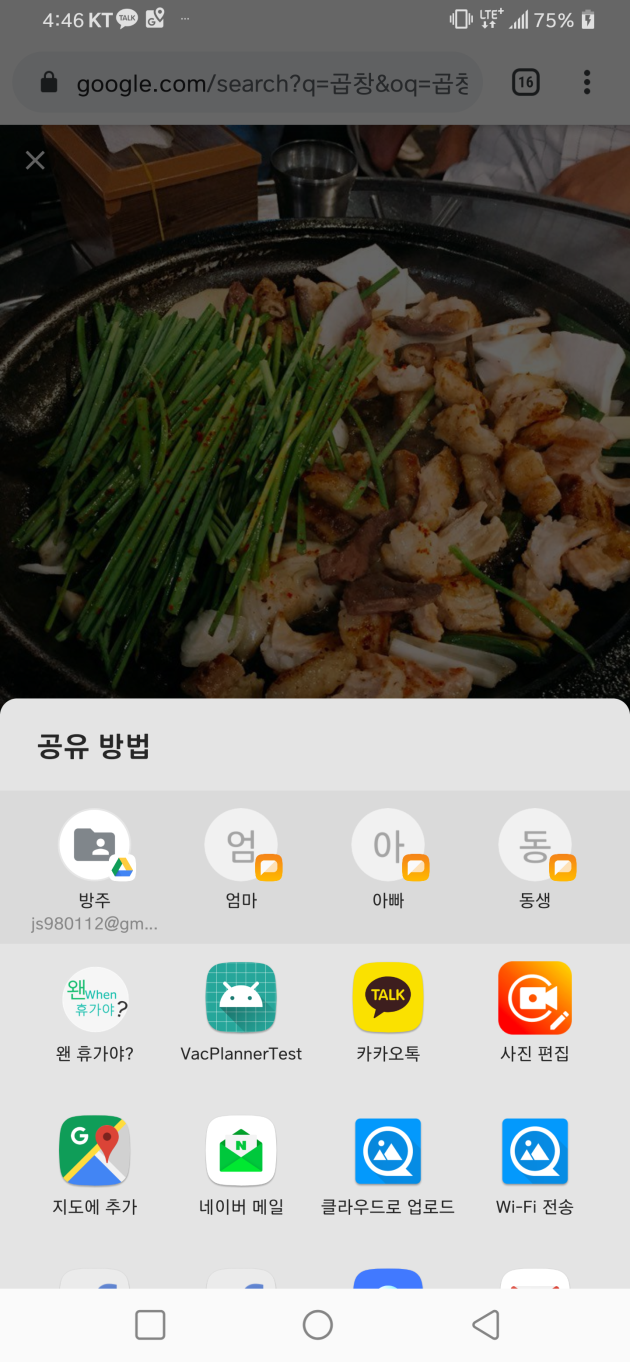 4:46 KT TALK G ... LTE+ 75%
google.com/search?q=곱창&oq=곱창 16
공유 방법
엄 아 동
방주 엄마 아빠 동생
js980112@gm...
왠 When
휴가야?
TALK
왠 휴가야? VacPlannerTest 카카오톡 사진 편집
G N
지도에 추가 네이버 메일 클라우드로 업로드 Wi-Fi 전송